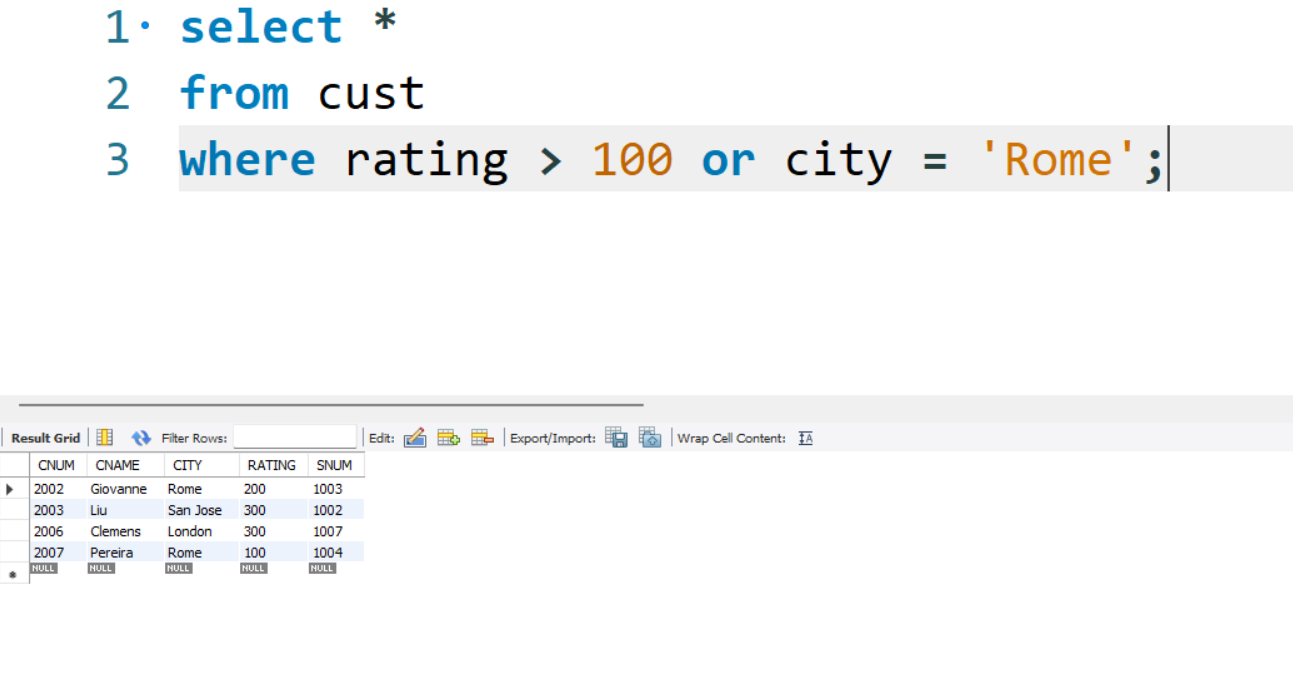 1 select *
2 from cust
3 where rating > 100 or city = 'Rome';
Result Grid Filter Rows: Edit: Export/Import: Wrap Cell Content: IA
CNUM CNAME CITY RATING SNUM
2002 Giovanne Rome 200 1003
2003 Liu San Jose 300 1002
2006 Clemens London 300 1007
2007 Pereira Rome 100 1004
NULL NULL NULL NULL NULL